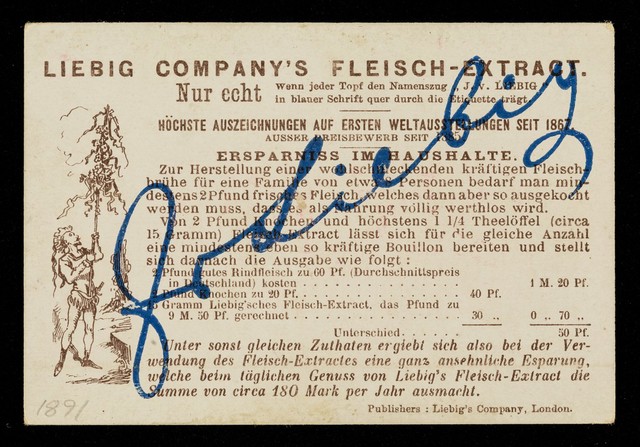 LIEBIG COMPANY'S FLEISCH-EXTRACT.
Nur echt Wenn jeder Topf den Namenszug „J. v. LIEBIG“
in blauer Schrift quer durch die Etiquette trägt.
HÖCHSTE AUSZEICHNUNGEN AUF ERSTEN WELTAUSSTELLUNGEN SEIT 1867
AUSSER PREISBEWERB SEIT 1885
ERSPARNISS IM HAUSHALTE.
Zur Herstellung einer wohlschmeckenden kräftigen Fleisch-
brühe für eine Familie von etwa Personen bedarf man min-
destens 2 Pfund frisches Fleisch, welches dann aber so ausgekocht
werden muss, dass es als Nahrung völlig werthlos wird.
Von 2 Pfund Knochen und höchstens 1 1/4 Theelöffel (circa
15 Gramm) Fleisch-Extract lässt sich für die gleiche Anzahl
eine mindestens eben so kräftige Bouillon bereiten und stellt
sich darnach die Ausgabe wie folgt :
2 Pfund gutes Rindfleisch zu 60 Pf. (Durchschnittspreis
in Deutschland) kosten . . . . . . . . . . . . . . . . . 1 M. 20 Pf.
2 Pfund Knochen zu 20 Pf. . . . . . . . . . . 40 Pf.
15 Gramm Liebig'sches Fleisch-Extract, das Pfund zu
9 M. 50 Pf. gerechnet . . . . . . . . . . . . 30 .. 0 .. 70 ..
Unterschied . . . . . 50 Pf.
Unter sonst gleichen Zuthaten ergiebt sich also bei der Ver-
wendung des Fleisch-Extractes eine ganz ansehnliche Esparung,
welche beim täglichen Genuss von Liebig's Fleisch-Extract die
Summe von circa 180 Mark per Jahr ausmacht.
Publishers : Liebig's Company, London.
JvLiebig
1891